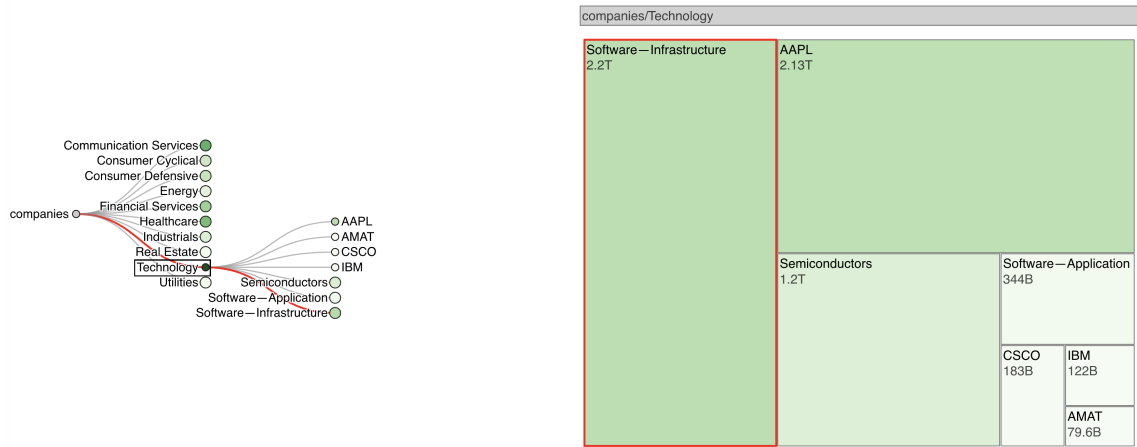 companies/Technology
Software—Infrastructure
2.2T
AAPL
2.13T
Semiconductors
1.2T
Software—Application
344B
CSCO
183B
IBM
122B
AMAT
79.6B
companies
Communication Services
Consumer Cyclical
Consumer Defensive
Energy
Financial Services
Healthcare
Industrials
Real Estate
Technology
Utilities
AAPL
AMAT
CSCO
IBM
Semiconductors
Software—Application
Software—Infrastructure